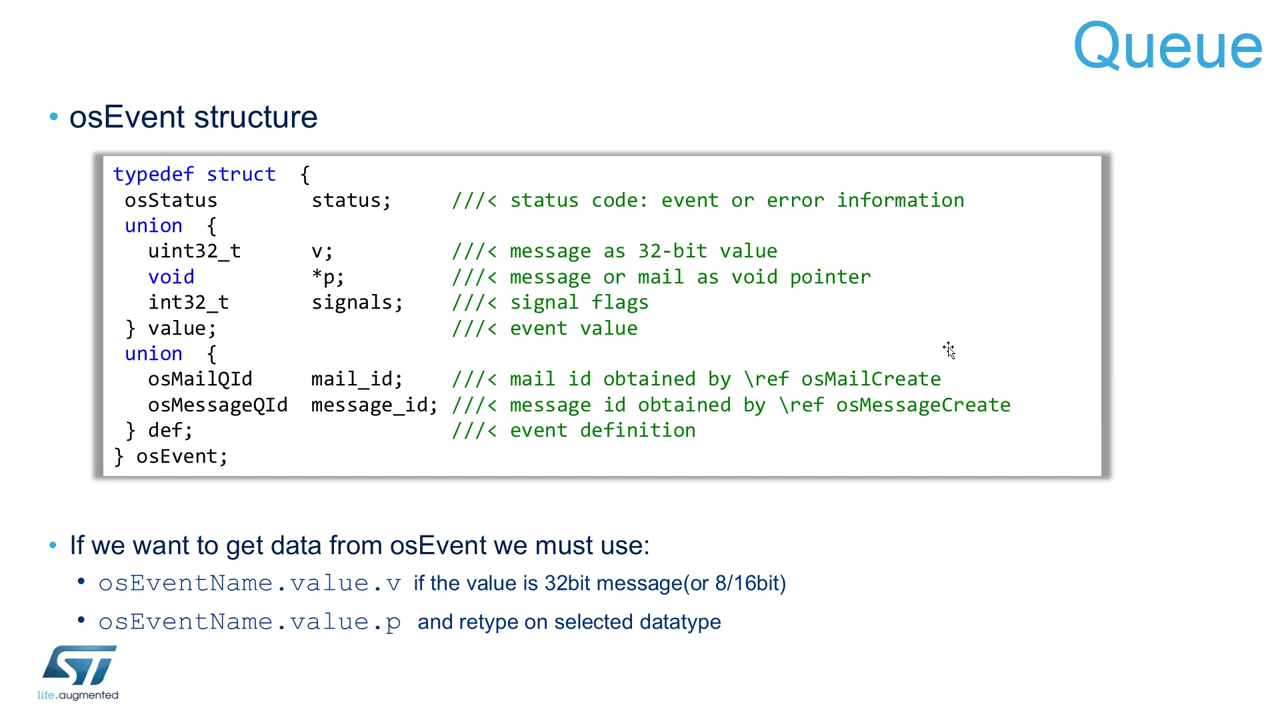 Queue
• osEvent structure
typedef struct {
osStatus status; ///< status code: event or error information
union {
uint32_t v; ///< message as 32-bit value
void *p; ///< message or mail as void pointer
int32_t signals; ///< signal flags
} value; ///< event value
union {
osMailQId mail_id; ///< mail id obtained by \ref osMailCreate
osMessageQId message_id; ///< message id obtained by \ref osMessageCreate
} def; ///< event definition
} osEvent;
• If we want to get data from osEvent we must use:
• osEventName.value.v if the value is 32bit message(or 8/16bit)
• osEventName.value.p and retype on selected datatype
ST
life.augmented